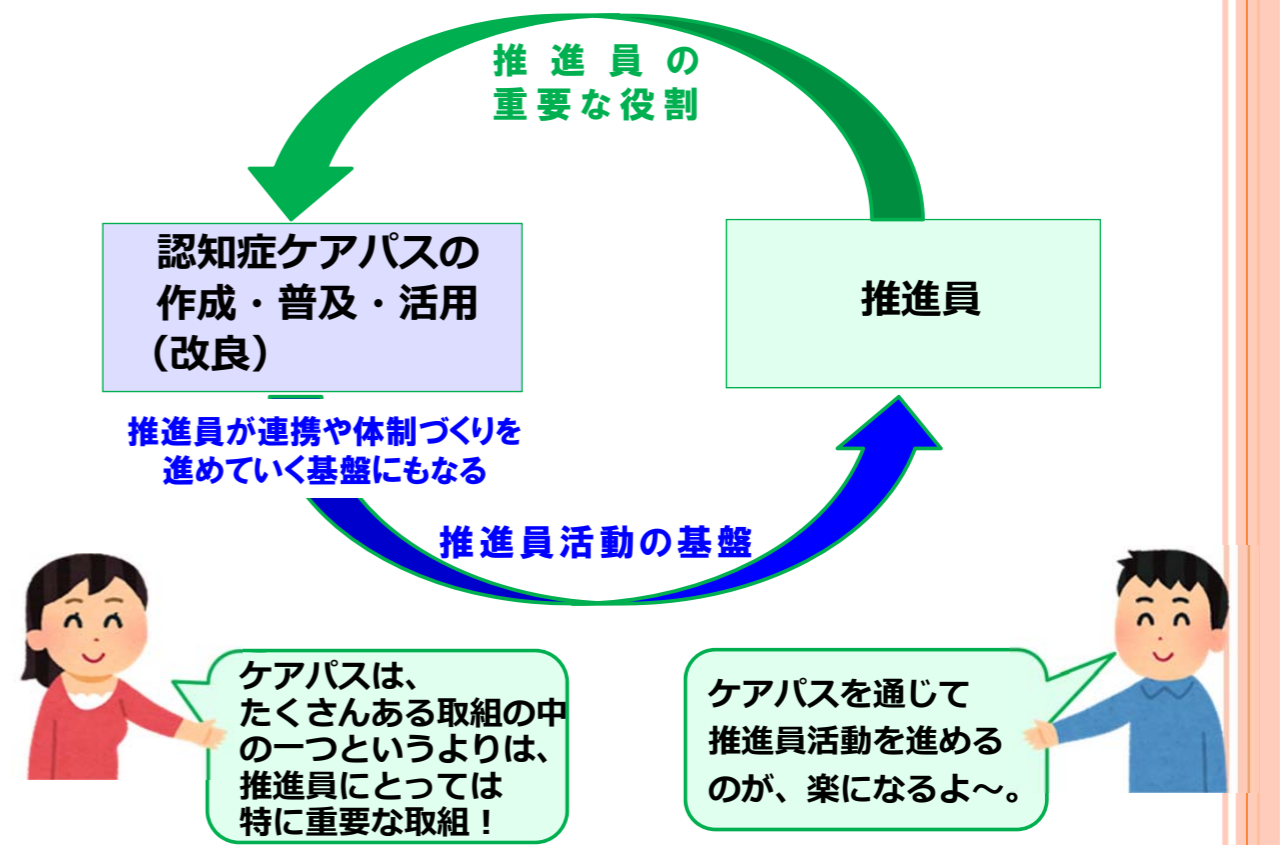 推進員の
重要な役割
認知症ケアパスの
作成・普及・活用
（改良）
推進員
推進員が連携や体制づくりを
進めていく基盤にもなる
推進員活動の基盤
ケアパスは、
たくさんある取組の中
の一つというよりは、
推進員にとっては
特に重要な取組！
ケアパスを通じて
推進員活動を進める
のが、楽になるよ～。